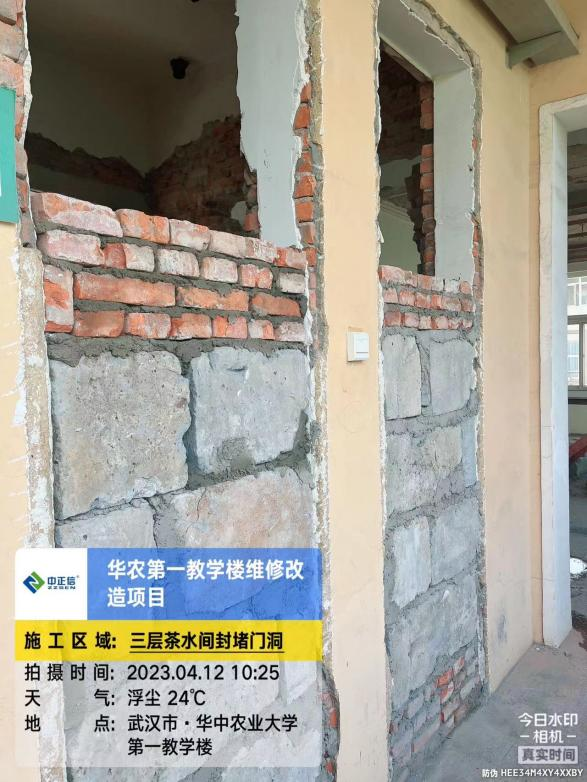 中正信
ZZSEN
华农第一教学楼维修改
造项目
施工区域: 三层茶水间封堵门洞
拍摄时间: 2023.04.12 10:25
天气: 浮尘 24℃
地点: 武汉市·华中农业大学
第一教学楼
今日水印
相机
真实时间
防伪 HEE34M4XY4XXBY